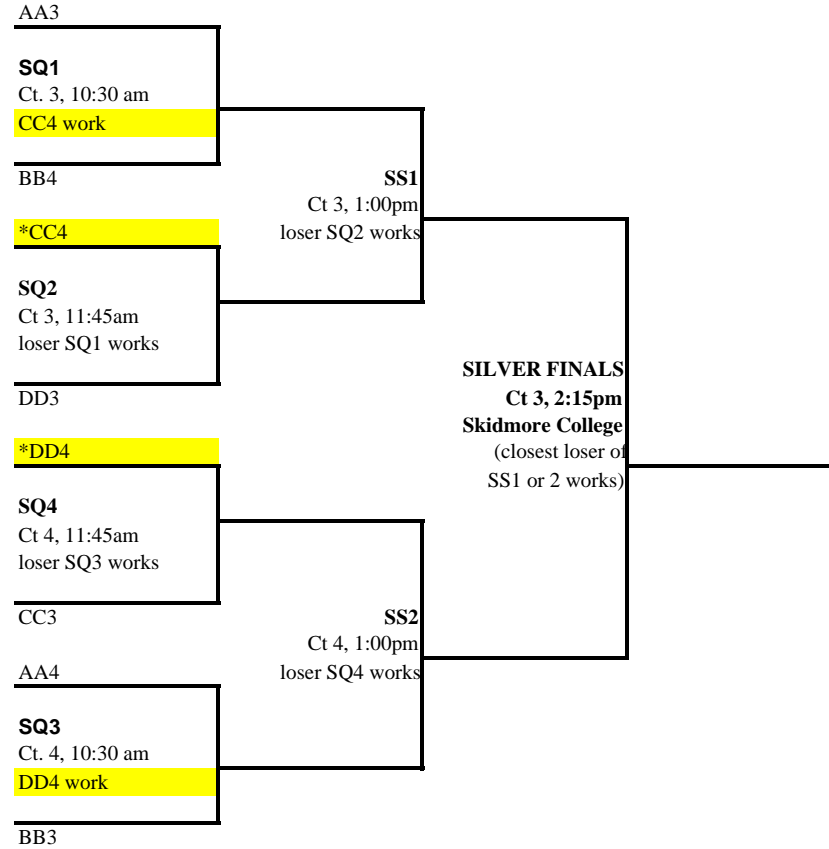 AA3
SQ1
Ct. 3, 10:30 am
CC4 work
BB4
*CC4
SQ2
Ct 3, 11:45am
loser SQ1 works
DD3
SS1
Ct 3, 1:00pm
loser SQ2 works
*DD4
SQ4
Ct 4, 11:45am
loser SQ3 works
CC3
AA4
SQ3
Ct. 4, 10:30 am
DD4 work
BB3
SS2
Ct 4, 1:00pm
loser SQ4 works
SILVER FINALS
Ct 3, 2:15pm
Skidmore College
(closest loser of
SS1 or 2 works)